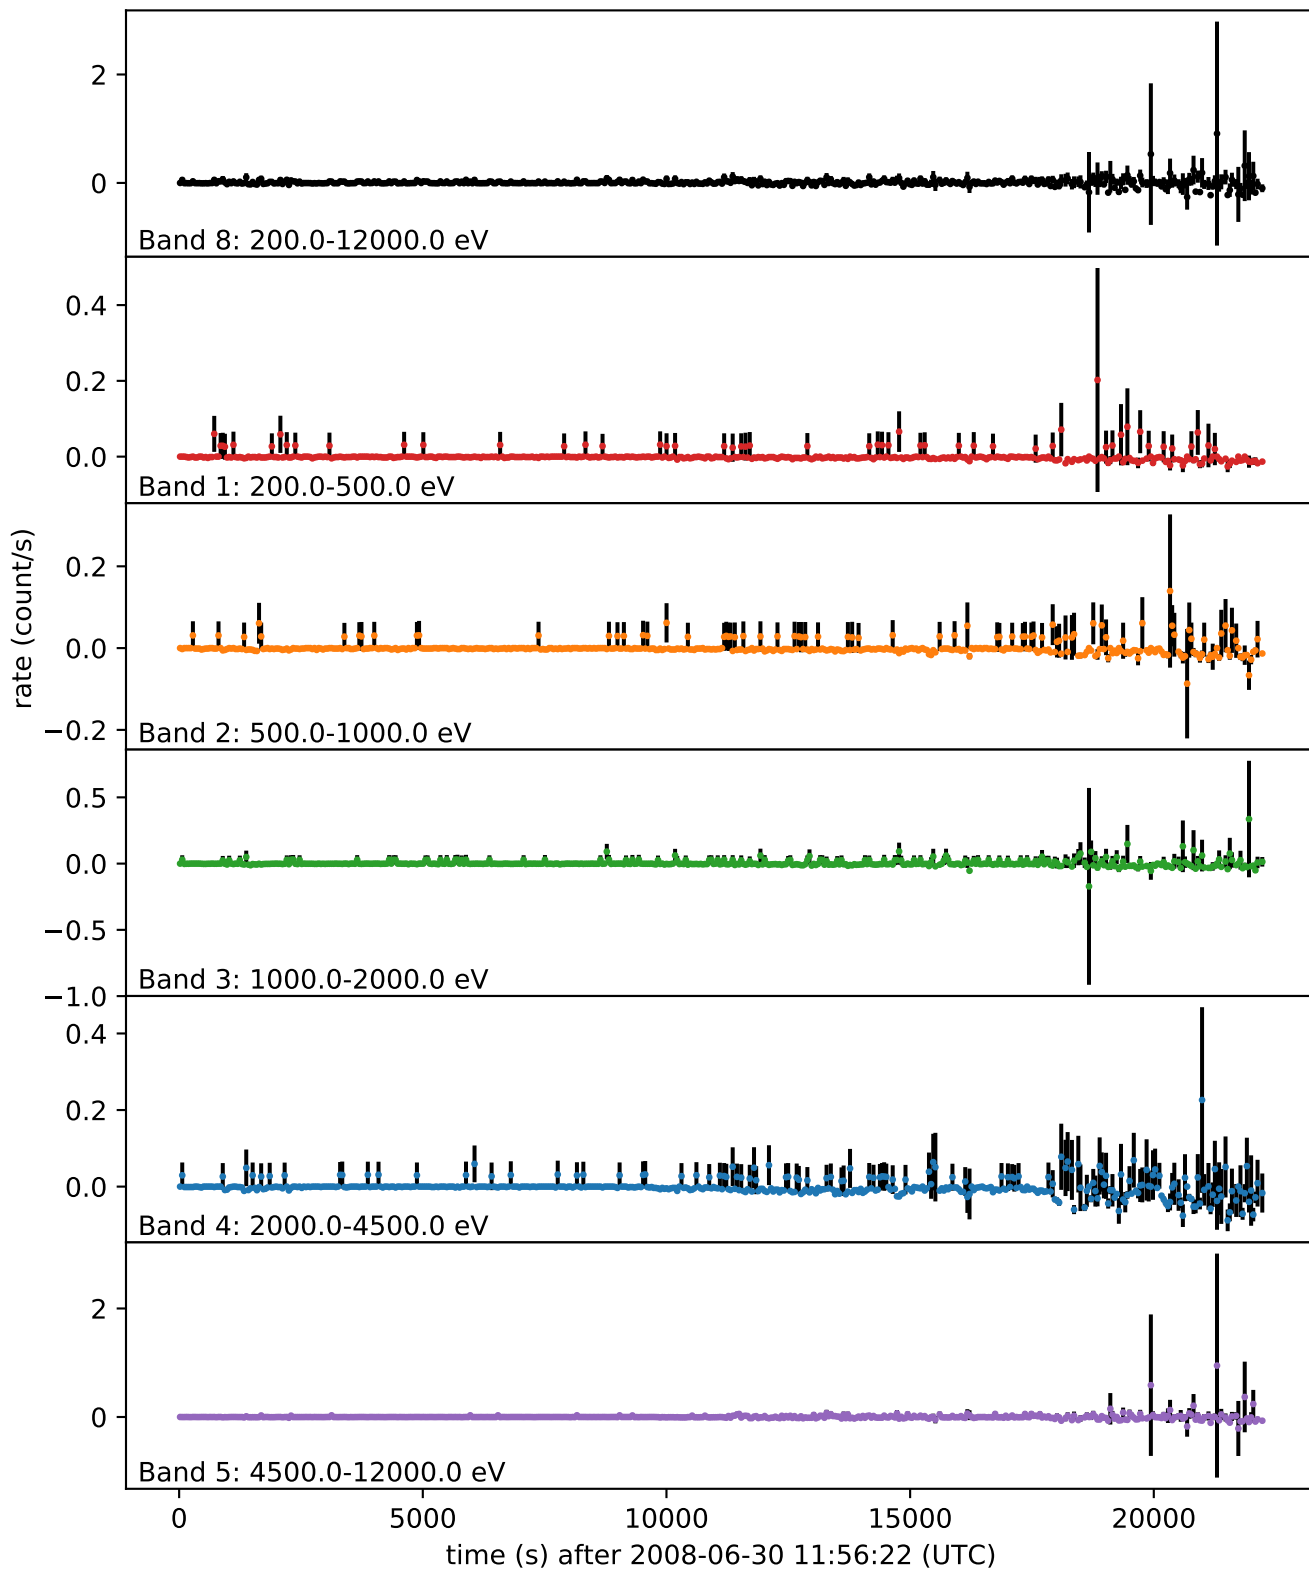 2
0
Band 8: 200.0-12000.0 eV
0.4
0.2
0.0
Band 1: 200.0-500.0 eV
rate (count/s)
0.2
0.0
−0.2
Band 2: 500.0-1000.0 eV
0.5
0.0
−0.5
−1.0
Band 3: 1000.0-2000.0 eV
0.4
0.2
0.0
Band 4: 2000.0-4500.0 eV
2
0
Band 5: 4500.0-12000.0 eV
0 5000 10000 15000 20000
time (s) after 2008-06-30 11:56:22 (UTC)